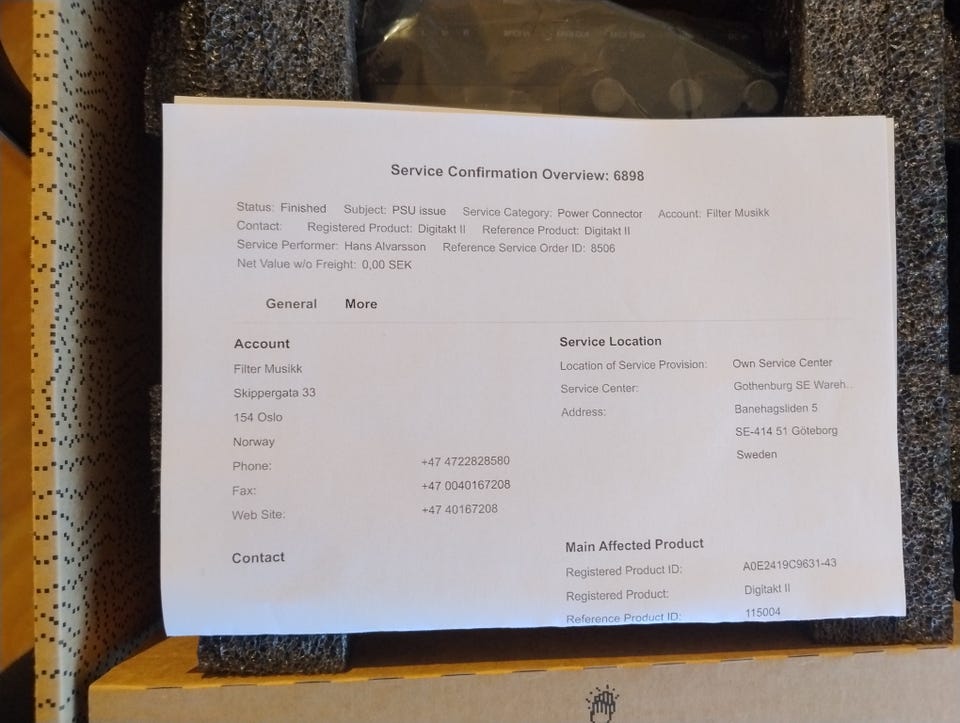 Service Confirmation Overview: 6898
Status: Finished Subject: PSU issue Service Category: Power Connector Account: Filter Musikk
Contact: Registered Product: Digitakt II Reference Product: Digitakt II
Service Performer: Hans Alvarsson Reference Service Order ID: 8506
Net Value w/o Freight: 0,00 SEK
General More
Account
Filter Musikk
Skippergata 33
154 Oslo
Norway
Phone: +47 4722828580
Fax: +47 0040167208
Web Site: +47 40167208
Contact
Service Location
Location of Service Provision: Own Service Center
Service Center: Gothenburg SE Wareh..
Address: Banehagsliden 5
SE-414 51 Göteborg
Sweden
Main Affected Product
Registered Product ID: A0E2419C9631-43
Registered Product: Digitakt II
Reference Product ID: 115004